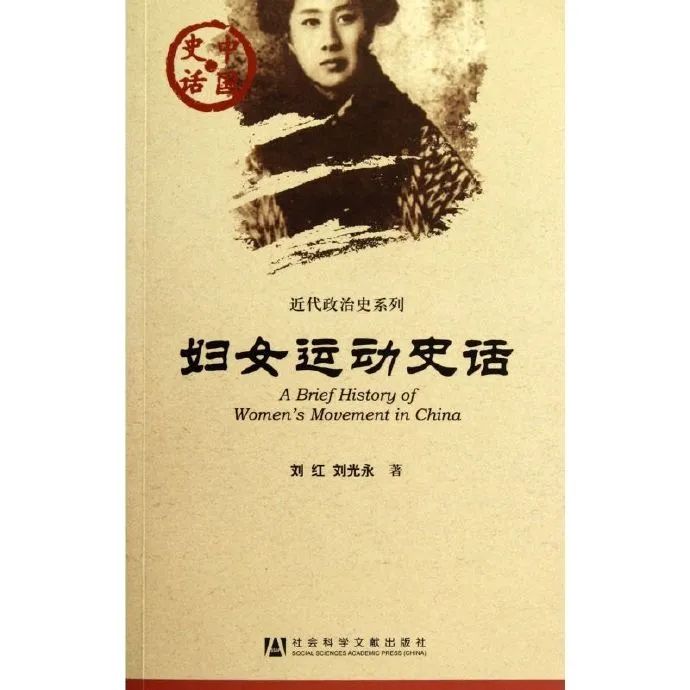 中国
史话
近代政治史系列
妇女运动史话
A Brief History of
Women's Movement in China
刘 红 刘光永 著
社会科学文献出版社
SOCIAL SCIENCES ACADEMIC PRESS (CHINA)